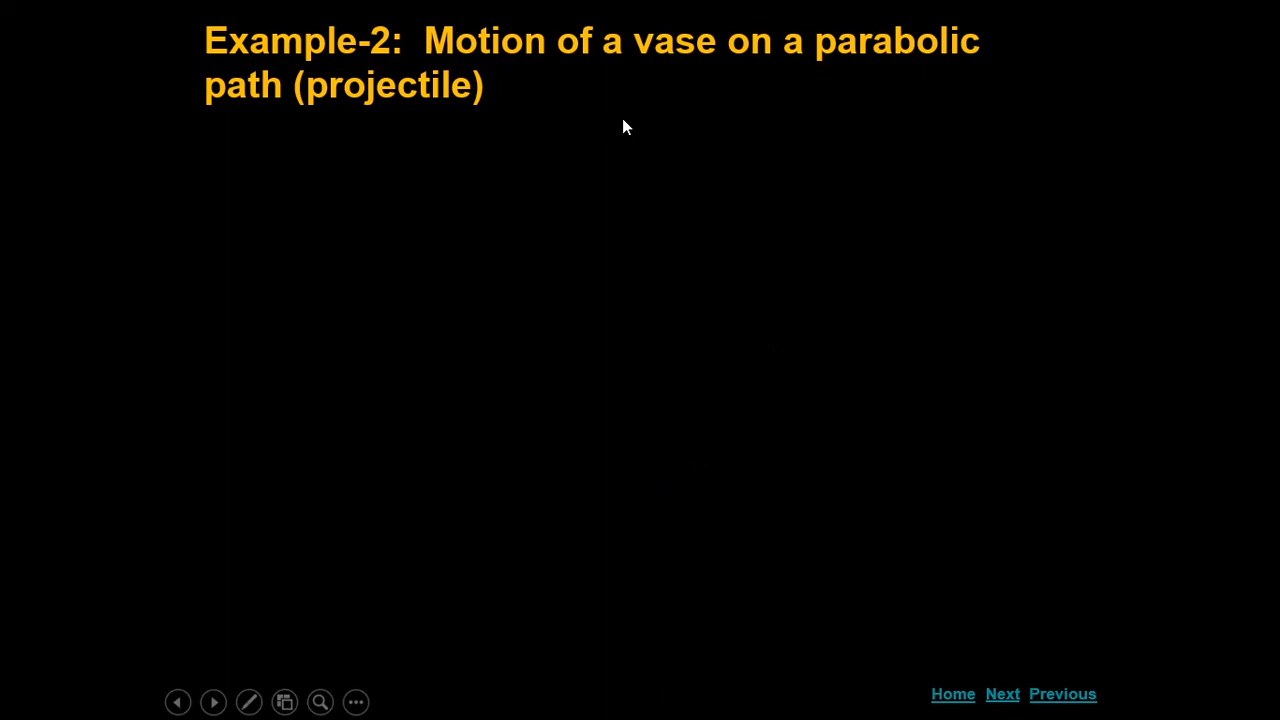 Example-2:  Motion of a vase on a parabolic
path (projectile)
Home Next Previous